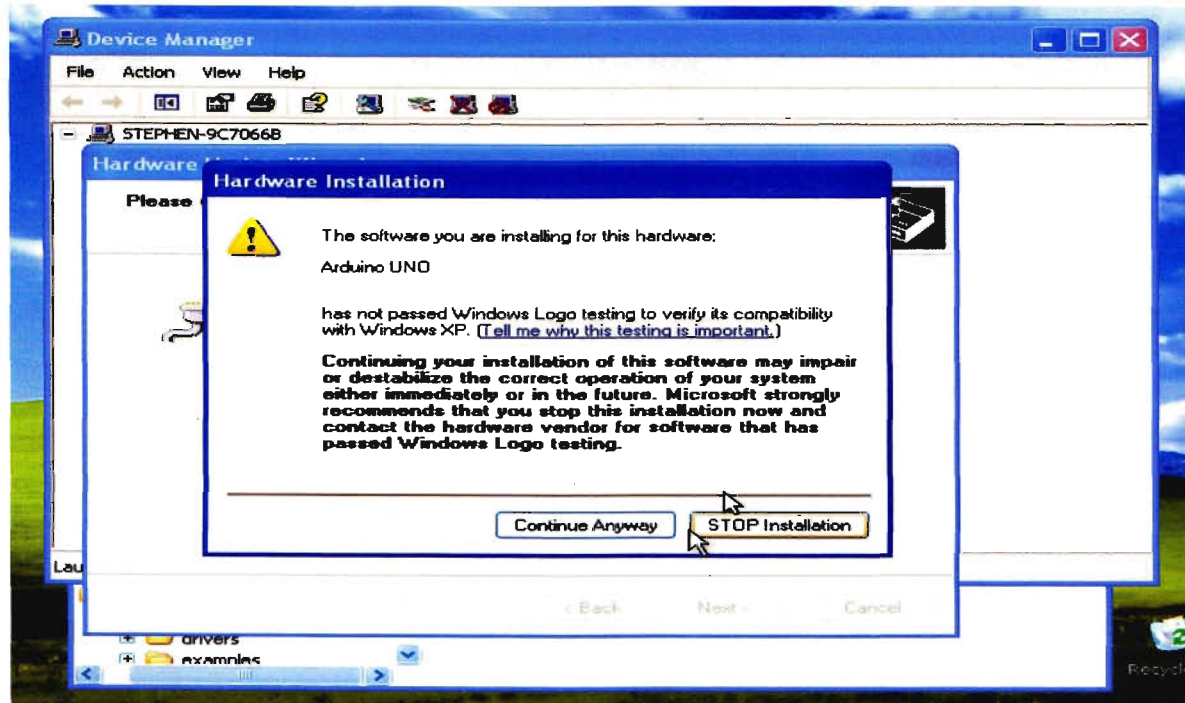 Device Manager
File Action View Help
STEPHEN-9C7066B
Hardware
Please
Hardware Installation
The software you are installing for this hardware:
Arduino UNO
has not passed Windows Logo testing to verify its compatibility
with Windows XP. (Tell me why this testing is important.)
Continuing your installation of this software may impair
or destabilize the correct operation of your system
either immediately or in the future. Microsoft strongly
recommends that you stop this installation now and
contact the hardware vendor for software that has
passed Windows Logo testing.
Continue Anyway STOP Installation
Lau
< Back Next > Cancel
drivers
examples
Recycle